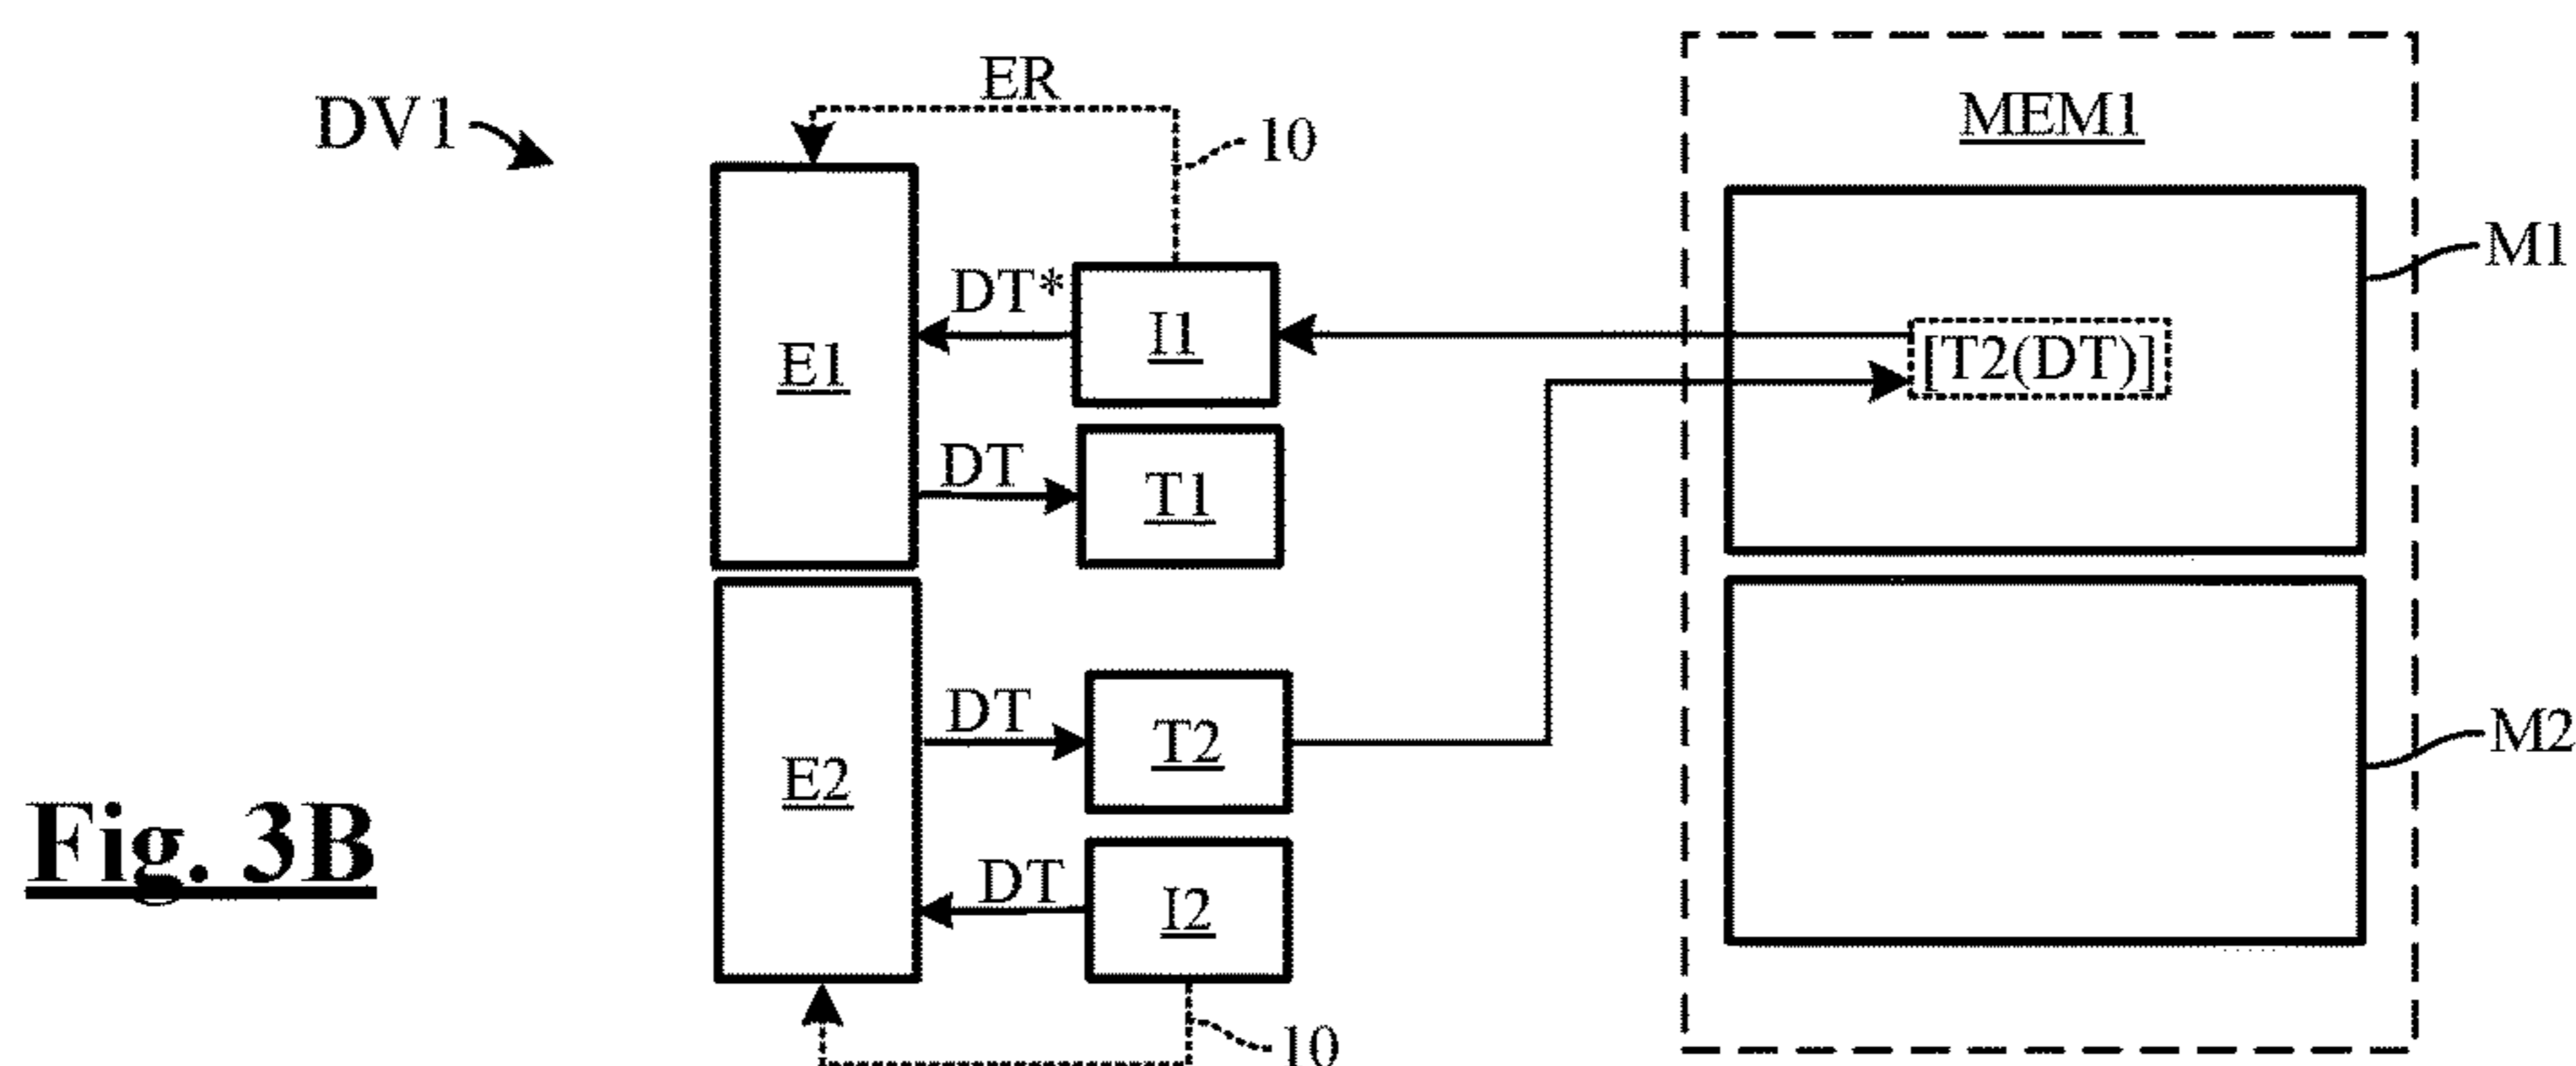 ER
DV1
10
MEM1
M1
DT*
I1
E1
[T2(DT)]
DT
T1
DT
T2
M2
E2
Fig. 3B
DT
I2
10